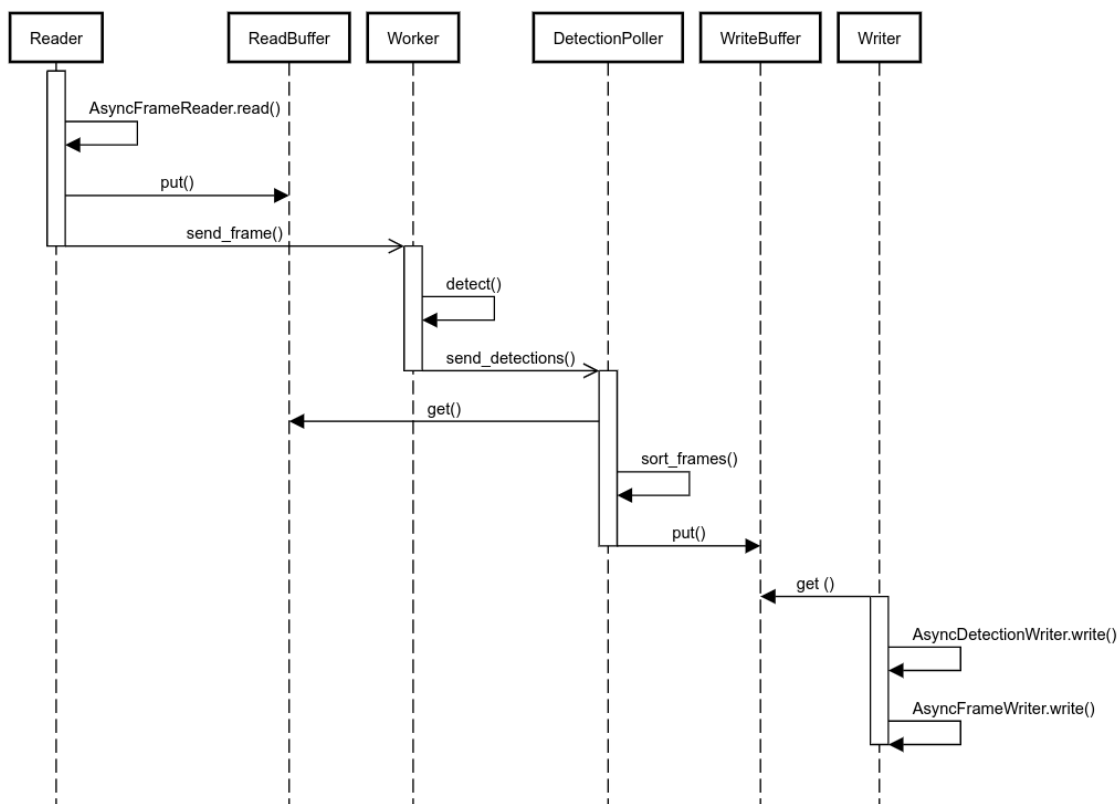 Reader
ReadBuffer
Worker
DetectionPoller
WriteBuffer
Writer
AsyncFrameReader.read()
put()
send_frame()
detect()
send_detections()
get()
sort_frames()
put()
get ()
AsyncDetectionWriter.write()
AsyncFrameWriter.write()